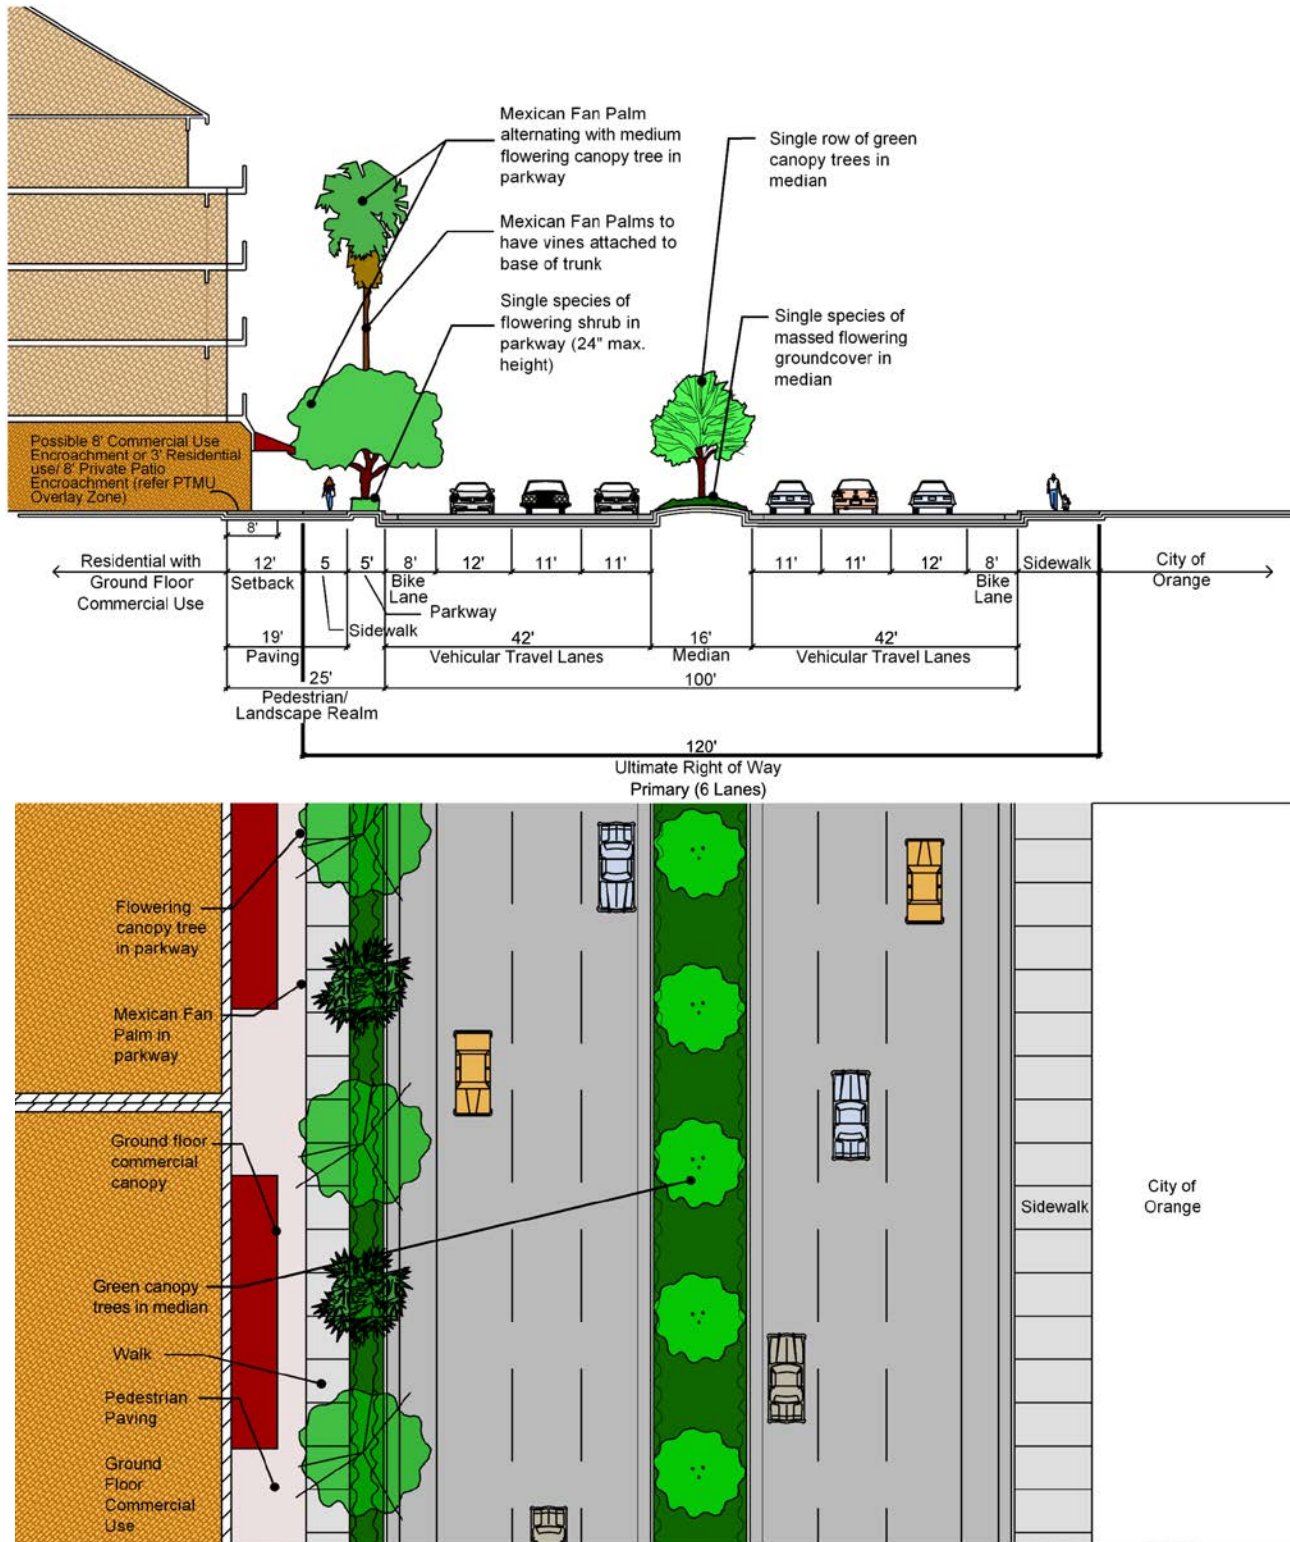 Mexican Fan Palm
alternating with medium
flowering canopy tree in
parkway
Single row of green
canopy trees in
median
Mexican Fan Palms to
have vines attached to
base of trunk
Single species of
flowering shrub in
parkway (24" max.
height)
Single species of
massed flowering
groundcover in
median
Possible 8' Commercial Use
Encroachment or 3' Residential
use/ 8' Private Patio
Encroachment (refer PTMU
Overlay Zone)
8'
Residential with
Ground Floor
Commercial Use
12'
Setback
5
5'
8'
Bike
Lane
12'
11'
11'
11'
11'
12'
8'
Bike
Lane
Sidewalk
City of
Orange
Parkway
Sidewalk
19'
Paving
42'
Vehicular Travel Lanes
16'
Median
42'
Vehicular Travel Lanes
25'
Pedestrian/
Landscape Realm
100'
120'
Ultimate Right of Way
Primary (6 Lanes)
Flowering
canopy tree
in parkway
Mexican Fan
Palm in
parkway
Ground floor
commercial
canopy
Green canopy
trees in median
Walk
Pedestrian
Paving
Ground
Floor
Commercial
Use
Sidewalk
City of
Orange